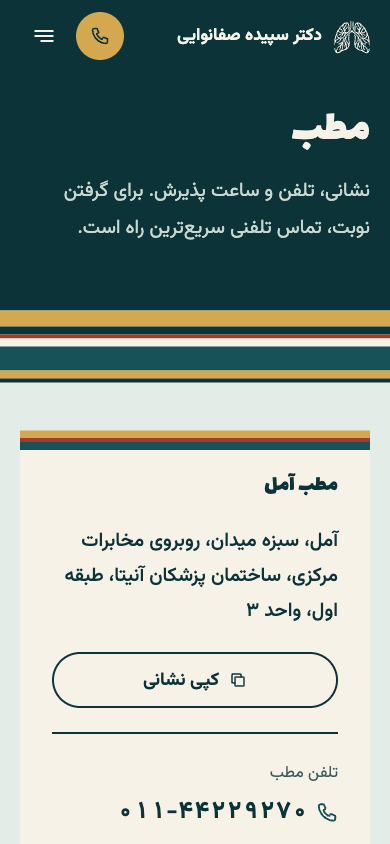 دکتر سپیده صفانوایی
مطب
نشانی، تلفن و ساعت پذیرش. برای گرفتن
نوبت، تماس تلفنی سریع‌ترین راه است.
مطب آمل
آمل، سبزه میدان، روبروی مخابرات
مرکزی، ساختمان پزشکان آنیتا، طبقه
اول، واحد ۳
کپی نشانی
تلفن مطب
۰۱۱-۴۴۲۲۹۲۷۰